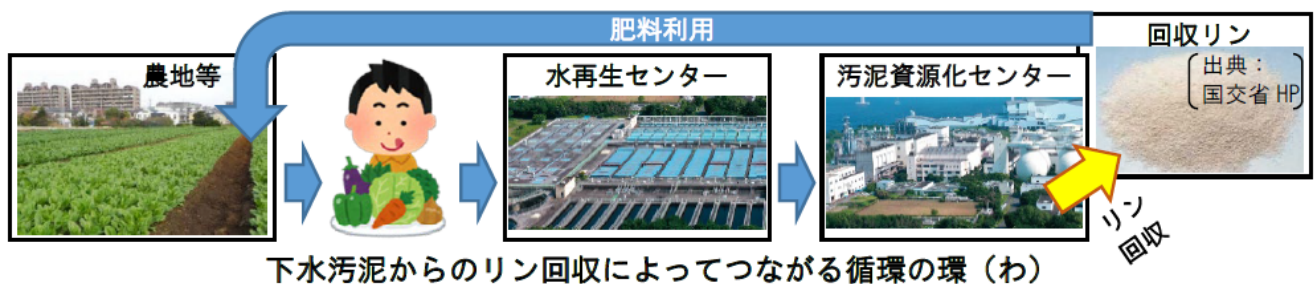 肥料利用
農地等
水再生センター
汚泥資源化センター
回収リン
出典：
国交省 HP
リン
回収
下水汚泥からのリン回収によってつながる循環の環（わ）